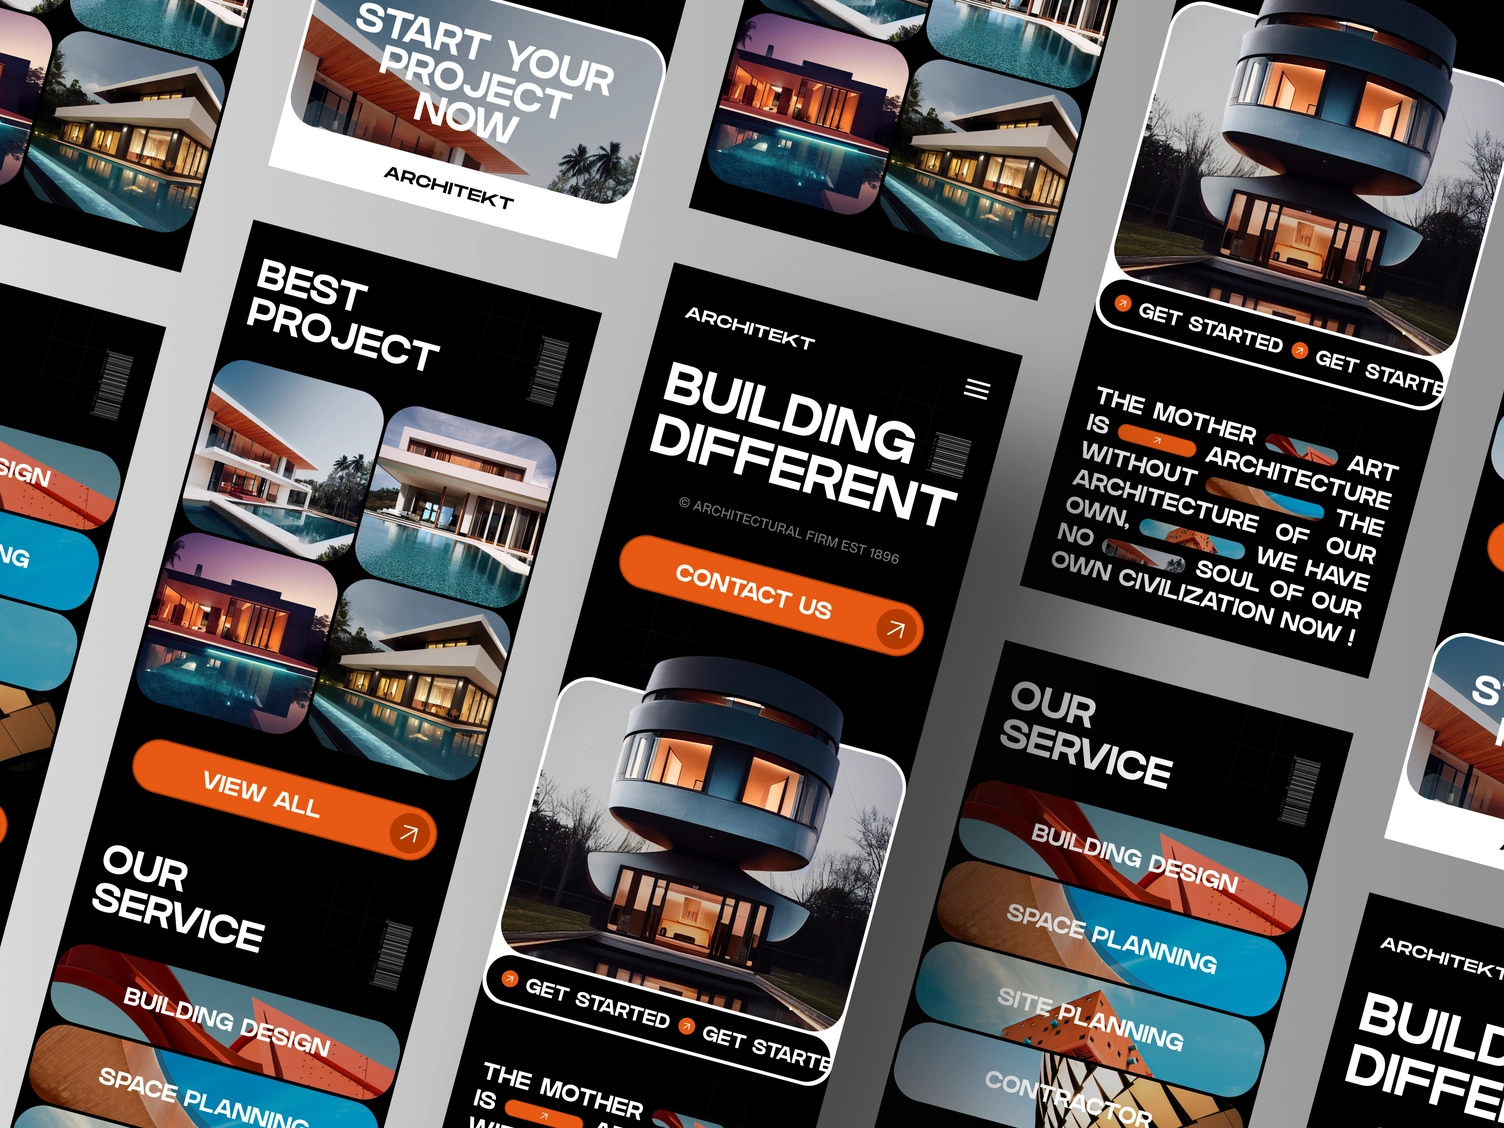 START YOUR
PROJECT
NOW
ARCHITEKT
SIGN
NG
BEST
PROJECT
VIEW ALL
OUR
SERVICE
BUILDING DESIGN
SPACE PLANNING
ARCHITEKT
BUILDING
DIFFERENT
© ARCHITECTURAL FIRM EST 1896
CONTACT US
GET STARTED GET STARTE
THE MOTHER
IS
GET STARTED GET STARTE
THE MOTHER ART
IS ARCHITECTURE
WITHOUT THE
ARCHITECTURE OF OUR
OWN, WE HAVE
NO SOUL OF OUR
OWN CIVILIZATION NOW !
OUR
SERVICE
BUILDING DESIGN
SPACE PLANNING
SITE PLANNING
CONTRACTOR
ARCHITEKT
BUILD
DIFFE